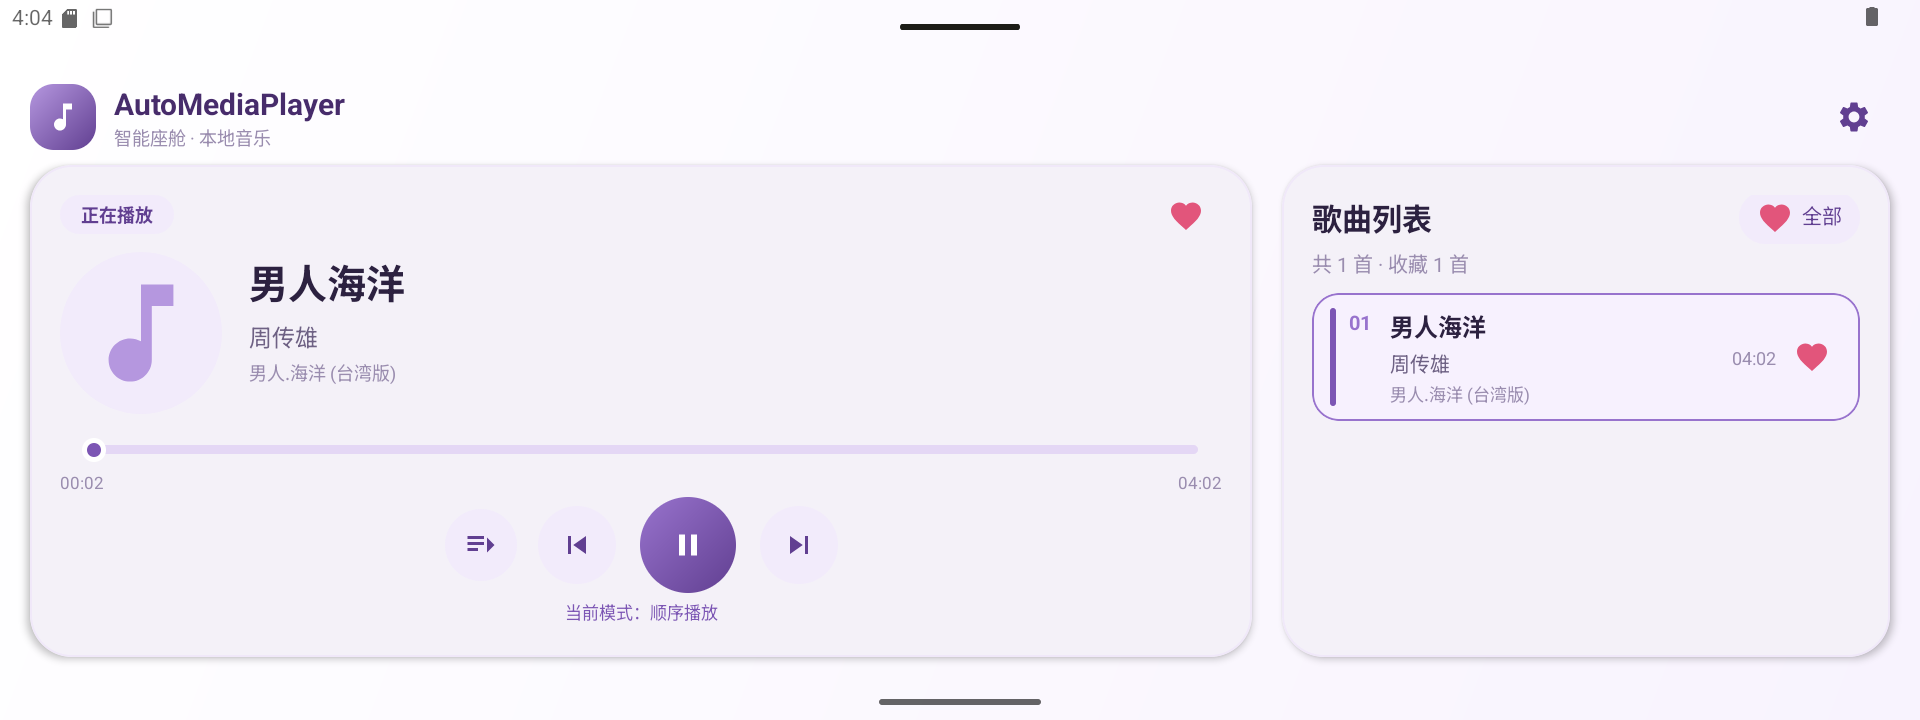 4:04
AutoMediaPlayer
智能座舱 · 本地音乐
正在播放
男人海洋
周传雄
男人.海洋 (台湾版)
00:02
04:02
当前模式：顺序播放
歌曲列表
全部
共 1 首 · 收藏 1 首
01
男人海洋
周传雄
男人.海洋 (台湾版)
04:02